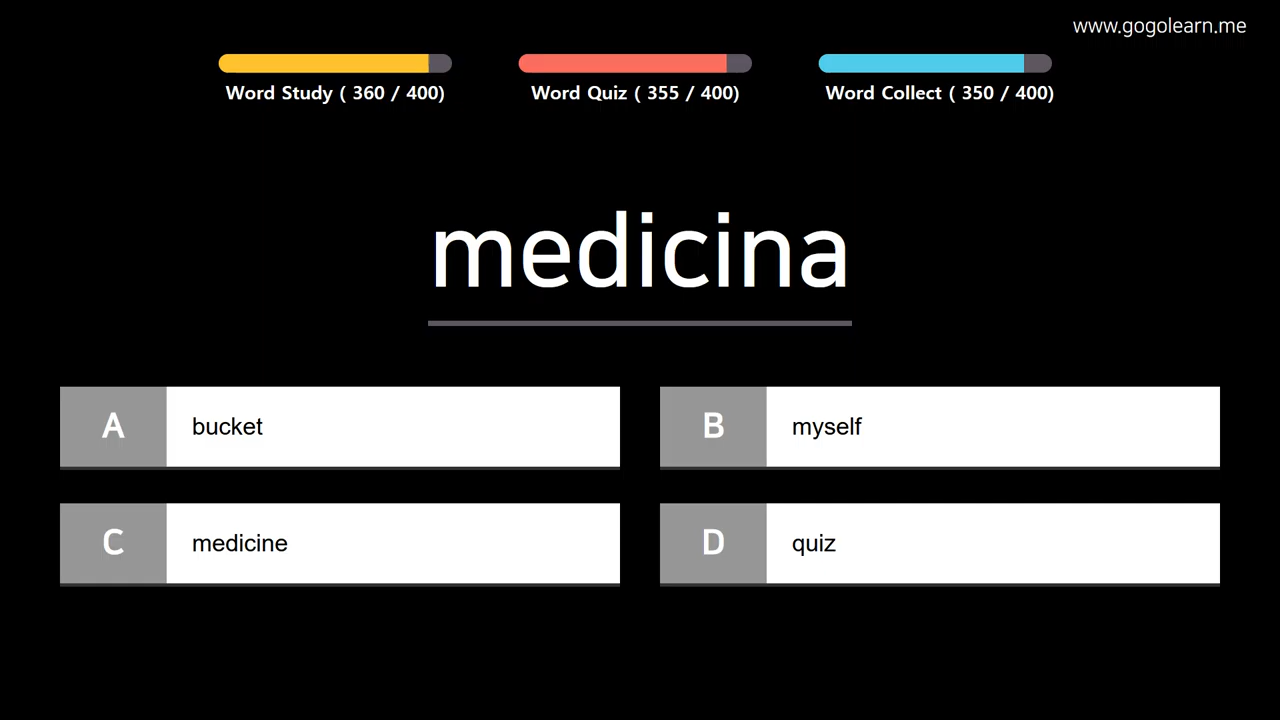 www.gogolearn.me
Word Study ( 360 / 400)
Word Quiz ( 355 / 400)
Word Collect ( 350 / 400)
medicina
A bucket
B myself
C medicine
D quiz